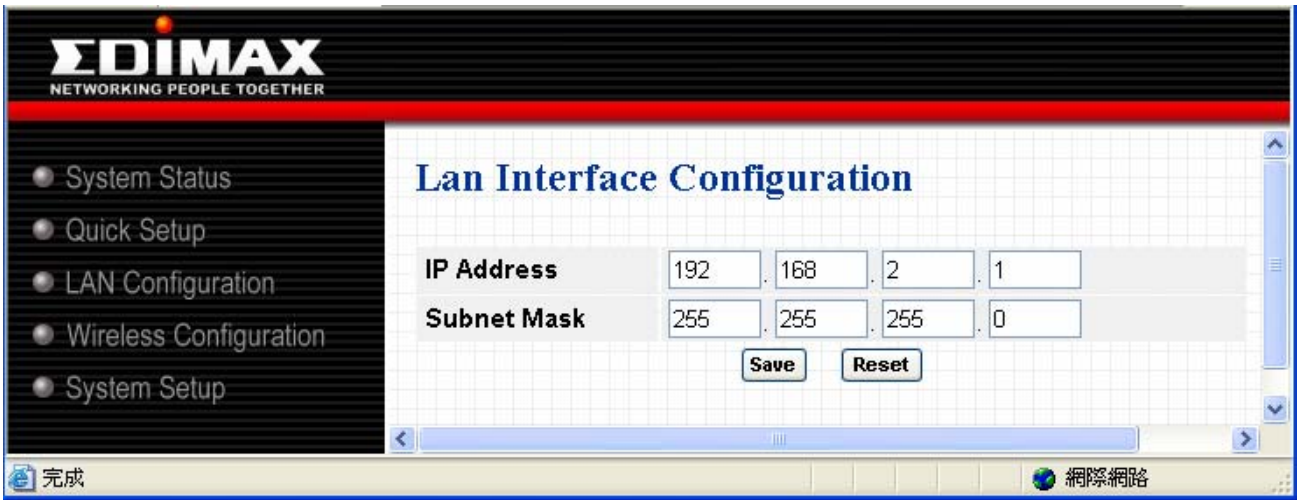 EDIMAX
NETWORKING PEOPLE TOGETHER
System Status
Quick Setup
LAN Configuration
Wireless Configuration
System Setup
Lan Interface Configuration
IP Address 192 . 168 . 2 . 1
Subnet Mask 255 . 255 . 255 . 0
Save Reset
完成 網際網路